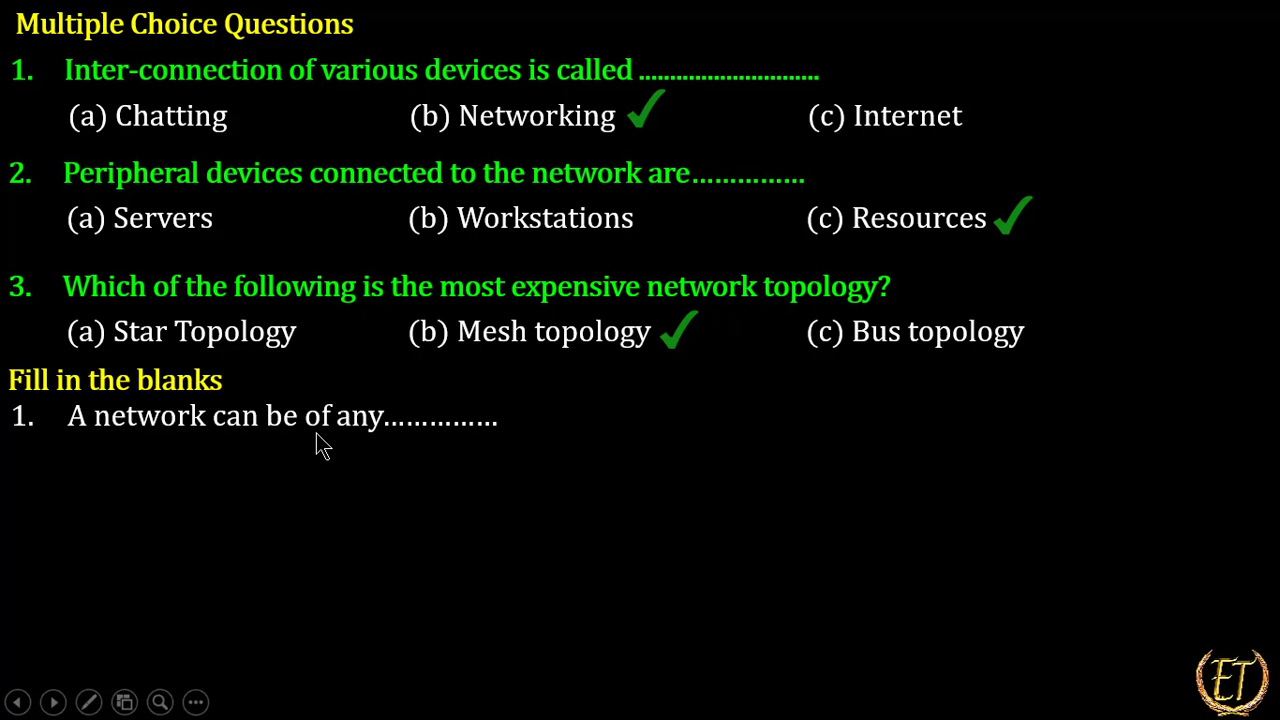 Multiple Choice Questions
1. Inter-connection of various devices is called .............................
(a) Chatting (b) Networking (c) Internet
2. Peripheral devices connected to the network are……………
(a) Servers (b) Workstations (c) Resources
3. Which of the following is the most expensive network topology?
(a) Star Topology (b) Mesh topology (c) Bus topology
Fill in the blanks
1. A network can be of any……………
ET